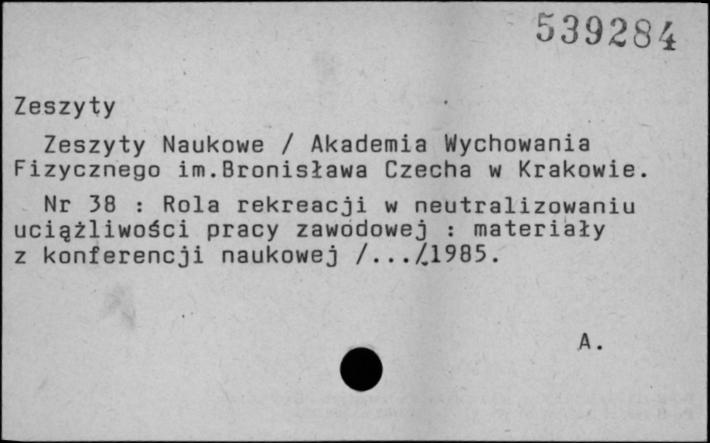 539284
Zeszyty
Zeszyty Naukowe / Akademia Wychowania
Fizycznego im.Bronisława Czecha w Krakowie.
Nr 38 : Rola rekreacji w neutralizowaniu
uciążliwości pracy zawodowej : materiały
z konferencji naukowej /.../.1985.
A.